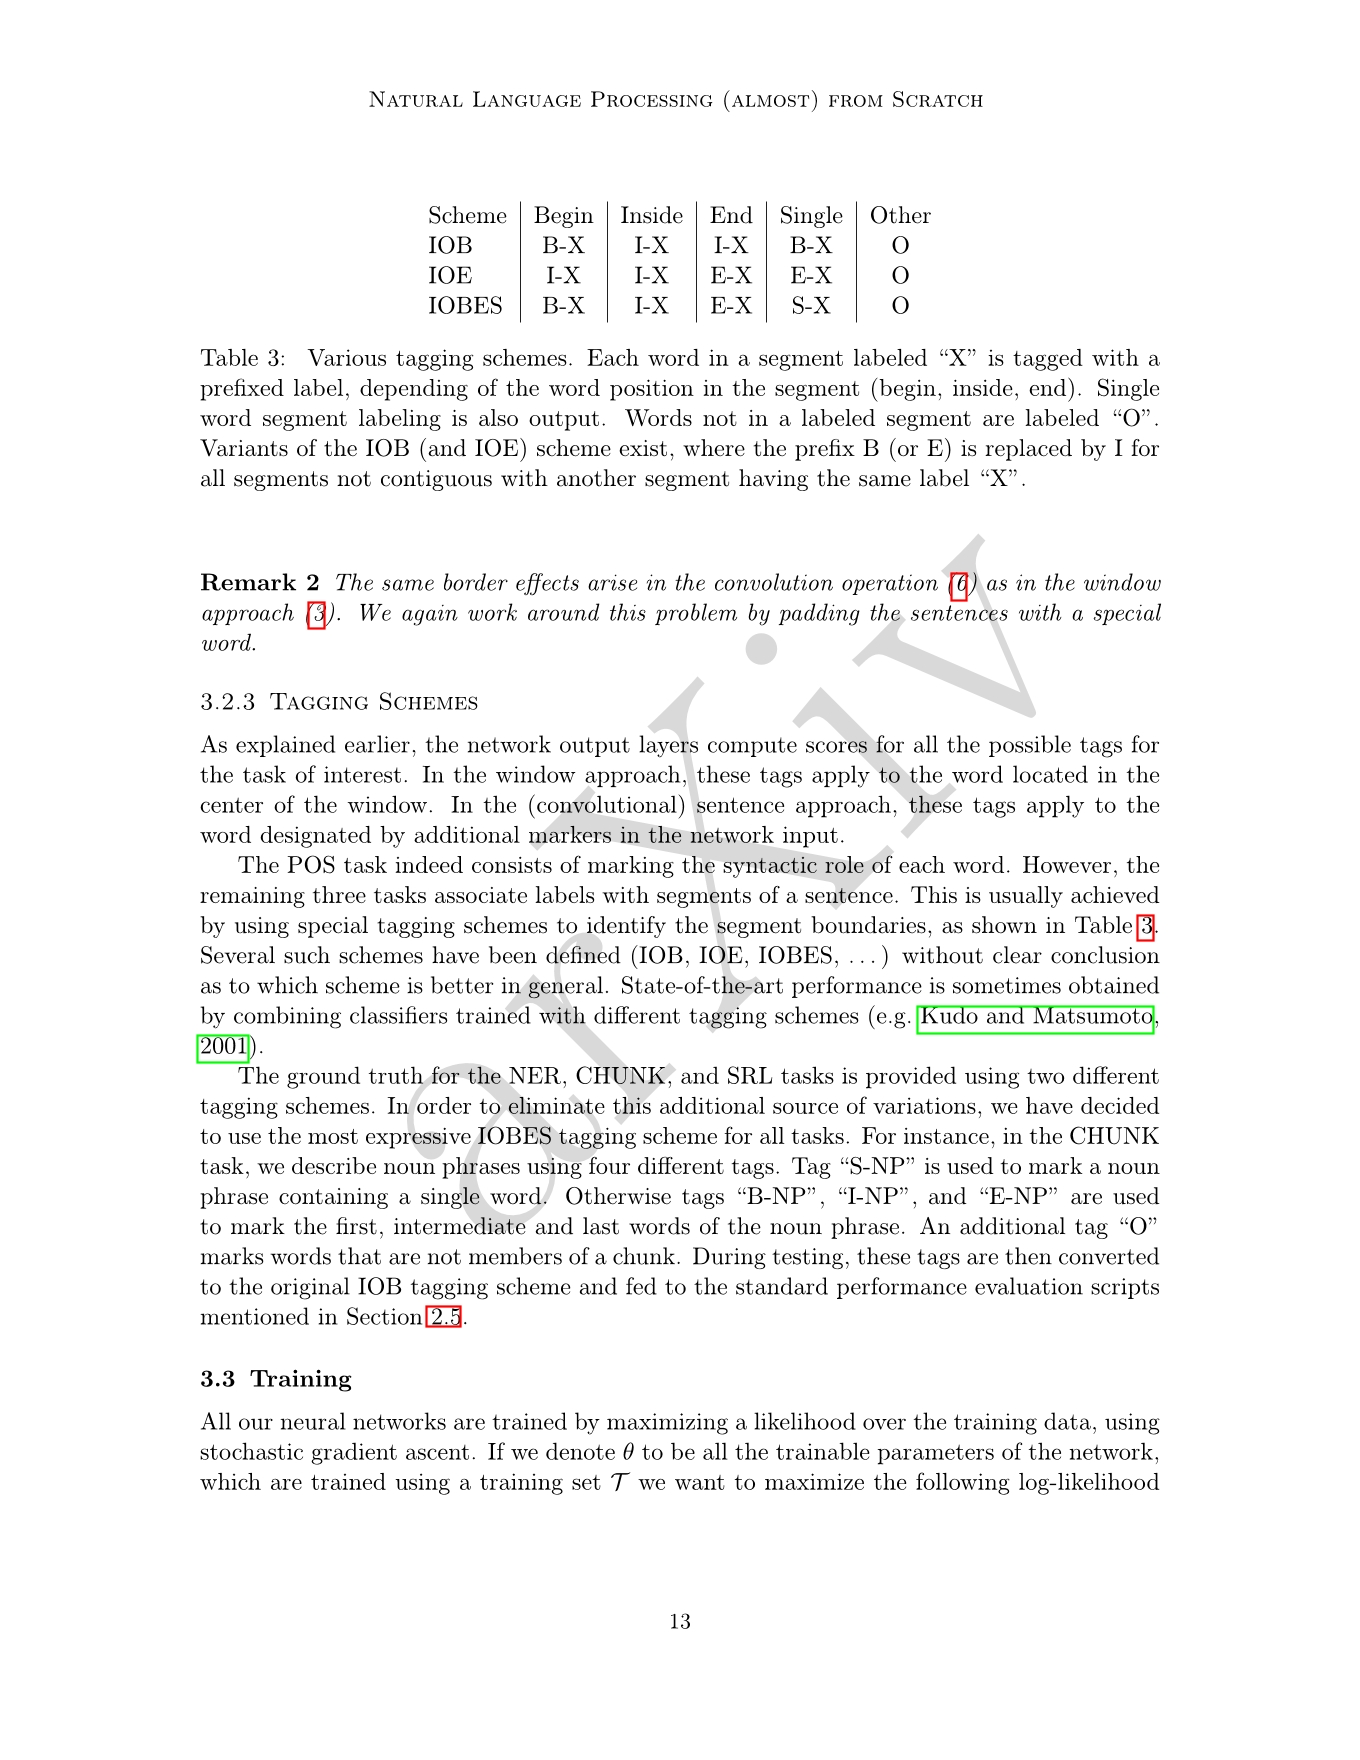 Natural Language Processing (almost) from Scratch
Scheme Begin Inside End Single Other
IOB B-X I-X I-X B-X O
IOE I-X I-X E-X E-X O
IOBES B-X I-X E-X S-X O
Table 3: Various tagging schemes. Each word in a segment labeled “X” is tagged with a
prefixed label, depending of the word position in the segment (begin, inside, end). Single
word segment labeling is also output. Words not in a labeled segment are labeled “O”.
Variants of the IOB (and IOE) scheme exist, where the prefix B (or E) is replaced by I for
all segments not contiguous with another segment having the same label “X”.
Remark 2 The same border effects arise in the convolution operation (6) as in the window
approach (3). We again work around this problem by padding the sentences with a special
word.
3.2.3 Tagging Schemes
As explained earlier, the network output layers compute scores for all the possible tags for
the task of interest. In the window approach, these tags apply to the word located in the
center of the window. In the (convolutional) sentence approach, these tags apply to the
word designated by additional markers in the network input.
The POS task indeed consists of marking the syntactic role of each word. However, the
remaining three tasks associate labels with segments of a sentence. This is usually achieved
by using special tagging schemes to identify the segment boundaries, as shown in Table 3.
Several such schemes have been defined (IOB, IOE, IOBES, . . . ) without clear conclusion
as to which scheme is better in general. State-of-the-art performance is sometimes obtained
by combining classifiers trained with different tagging schemes (e.g. Kudo and Matsumoto,
2001).
The ground truth for the NER, CHUNK, and SRL tasks is provided using two different
tagging schemes. In order to eliminate this additional source of variations, we have decided
to use the most expressive IOBES tagging scheme for all tasks. For instance, in the CHUNK
task, we describe noun phrases using four different tags. Tag “S-NP” is used to mark a noun
phrase containing a single word. Otherwise tags “B-NP”, “I-NP”, and “E-NP” are used
to mark the first, intermediate and last words of the noun phrase. An additional tag “O”
marks words that are not members of a chunk. During testing, these tags are then converted
to the original IOB tagging scheme and fed to the standard performance evaluation scripts
mentioned in Section 2.5.
3.3 Training
All our neural networks are trained by maximizing a likelihood over the training data, using
stochastic gradient ascent. If we denote θ to be all the trainable parameters of the network,
which are trained using a training set 𝒯 we want to maximize the following log-likelihood
13
arXiv